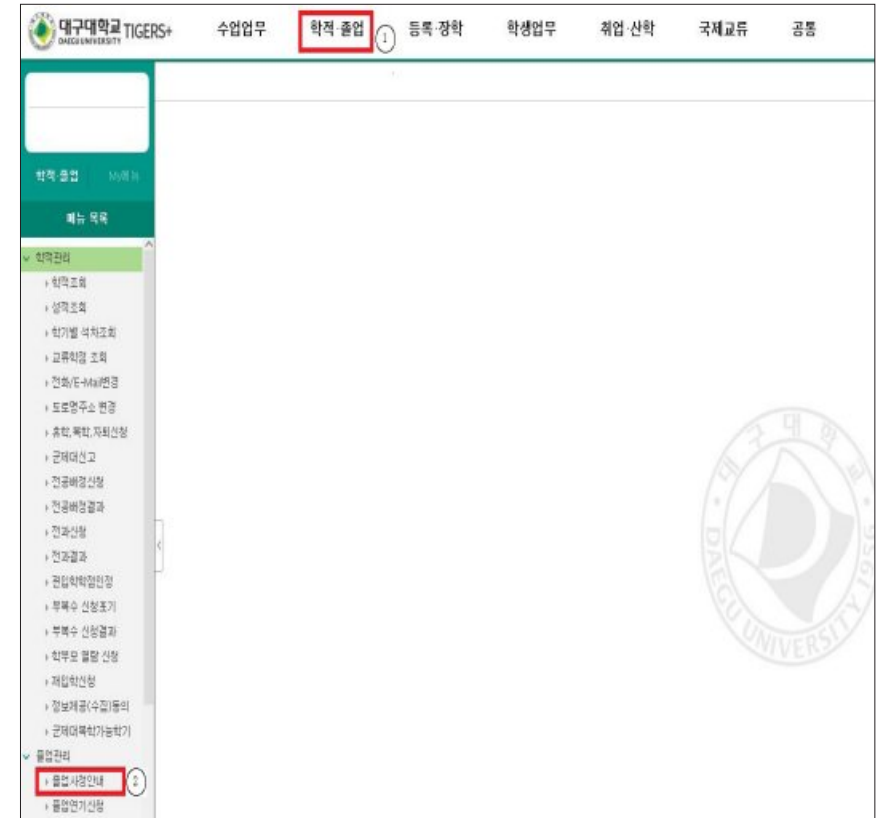 대구대학교 TIGERS+
DAEGU UNIVERSITY
수업업무 학적·졸업 ① 등록·장학 학생업무 취업·산학 국제교류 공통
학적·졸업 My메뉴
메뉴 목록
학적관리
학적조회
성적조회
학기별 석차조회
교류학점 조회
전화/E-Mail변경
도로명주소 변경
휴학,복학,자퇴신청
군제대신고
전공배정신청
전공배정결과
전과신청
전과결과
편입학학점인정
부복수 신청포기
부복수 신청결과
학부모 열람 신청
재입학신청
정보제공(수집)동의
군제대복학가능학기
졸업관리
졸업사정안내 ②
졸업연기신청
대구대학교
DAEGU UNIVERSITY 1956